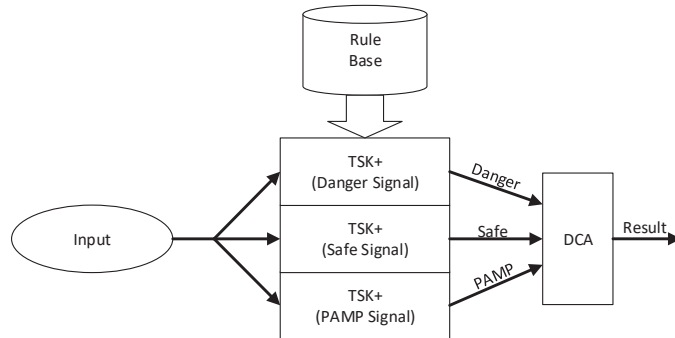 Rule
Base
TSK+
(Danger Signal)
Danger
Input
TSK+
(Safe Signal)
Safe
DCA
Result
TSK+
(PAMP Signal)
PAMP